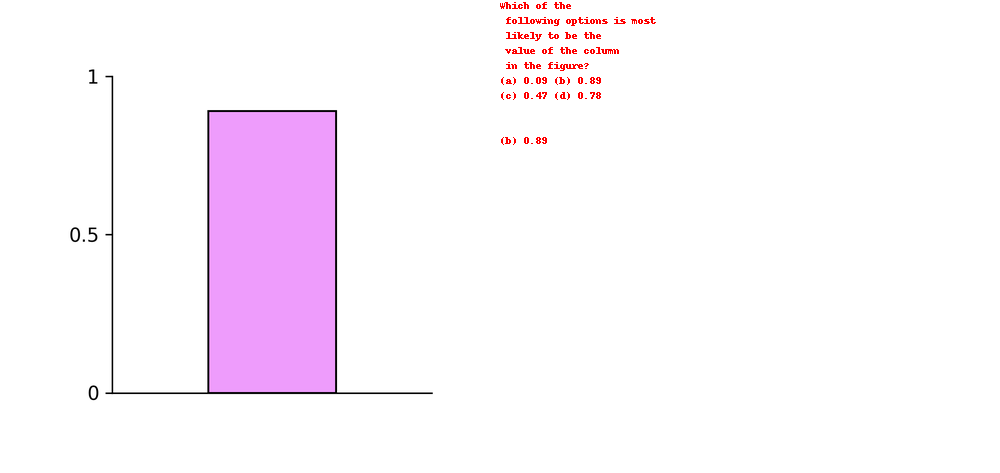 1
0.5
0
Which of the
following options is most
likely to be the
value of the column
in the figure?
(a) 0.09 (b) 0.89
(c) 0.47 (d) 0.78
(b) 0.89